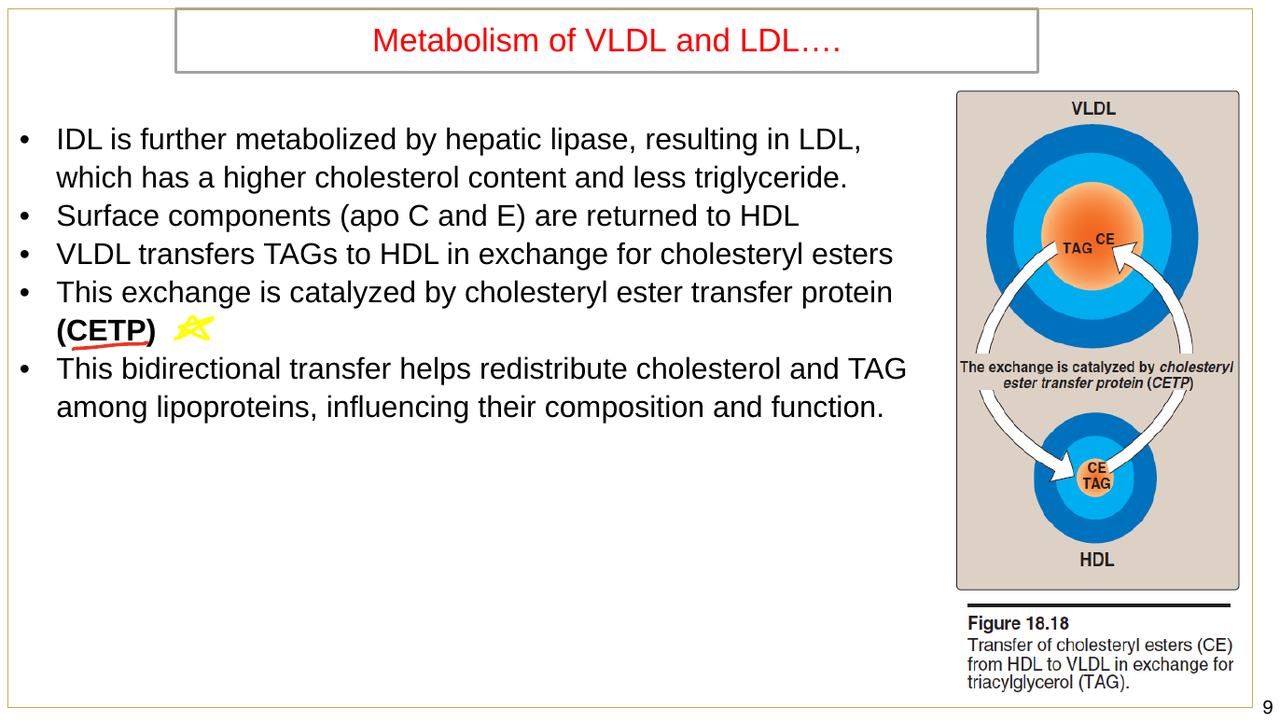 Metabolism of VLDL and LDL….
• IDL is further metabolized by hepatic lipase, resulting in LDL,
which has a higher cholesterol content and less triglyceride.
• Surface components (apo C and E) are returned to HDL
• VLDL transfers TAGs to HDL in exchange for cholesteryl esters
• This exchange is catalyzed by cholesteryl ester transfer protein
(CETP)
• This bidirectional transfer helps redistribute cholesterol and TAG
among lipoproteins, influencing their composition and function.
VLDL
TAG CE
The exchange is catalyzed by cholesteryl
ester transfer protein (CETP)
CE
TAG
HDL
Figure 18.18
Transfer of cholesteryl esters (CE)
from HDL to VLDL in exchange for
triacylglycerol (TAG).
9